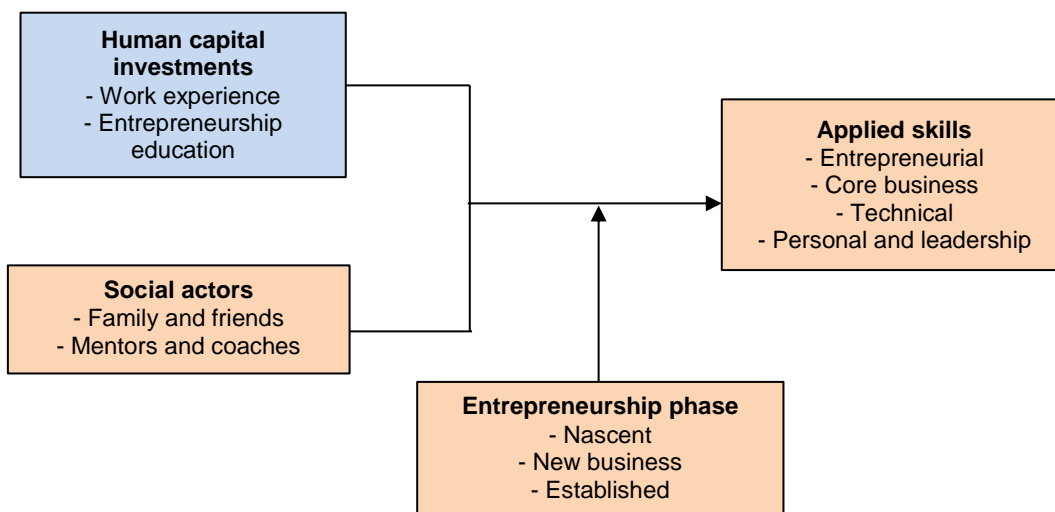 Human capital
investments
- Work experience
- Entrepreneurship
education
Applied skills
- Entrepreneurial
- Core business
- Technical
- Personal and leadership
Social actors
- Family and friends
- Mentors and coaches
Entrepreneurship phase
- Nascent
- New business
- Established